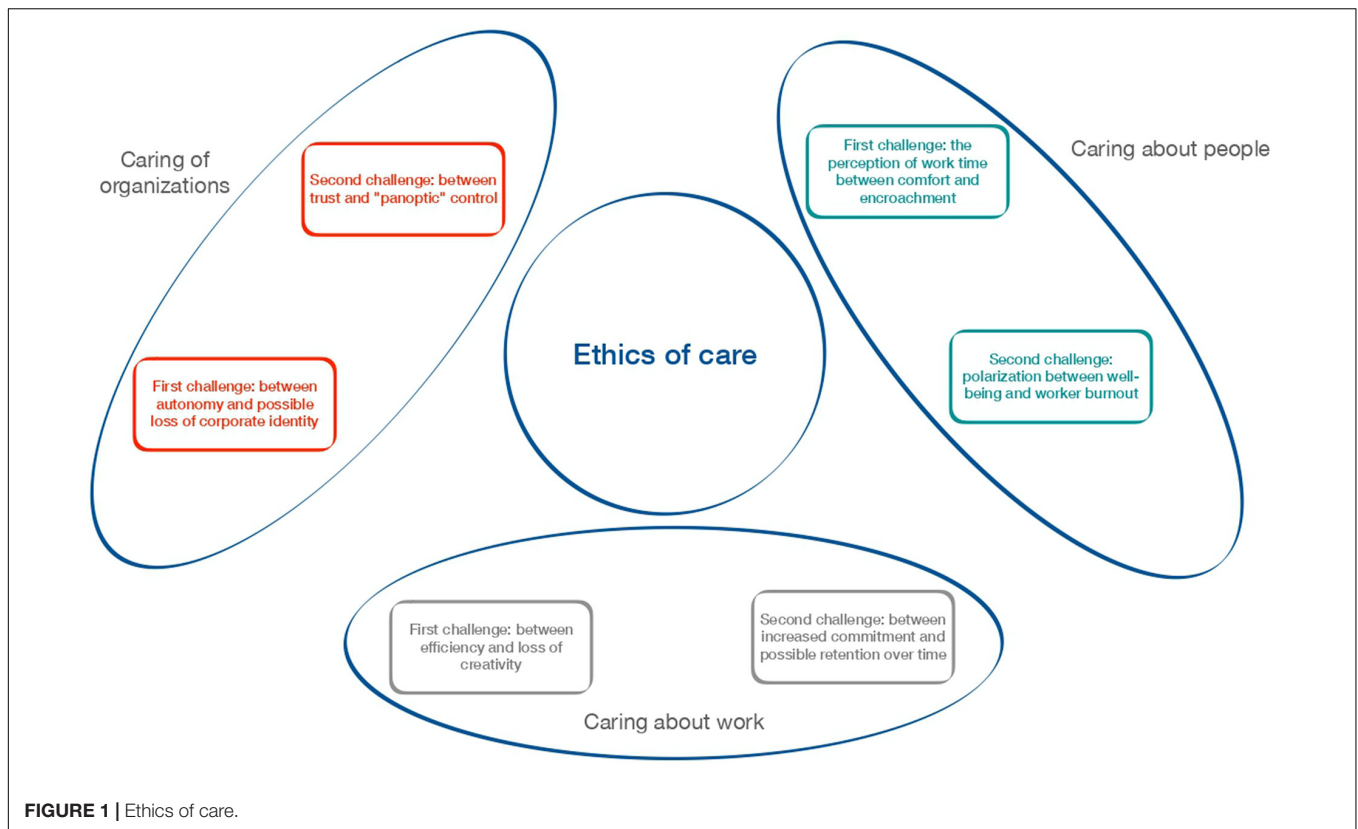 Caring of
organizations
Second challenge: between
trust and "panoptic" control
First challenge: between
autonomy and possible
loss of corporate identity
Ethics of care
First challenge: the
perception of work time
between comfort and
encroachment
Caring about people
Second challenge:
polarization between well-
being and worker burnout
First challenge: between
efficiency and loss of
creativity
Second challenge: between
increased commitment and
possible retention over time
Caring about work
FIGURE 1 | Ethics of care.